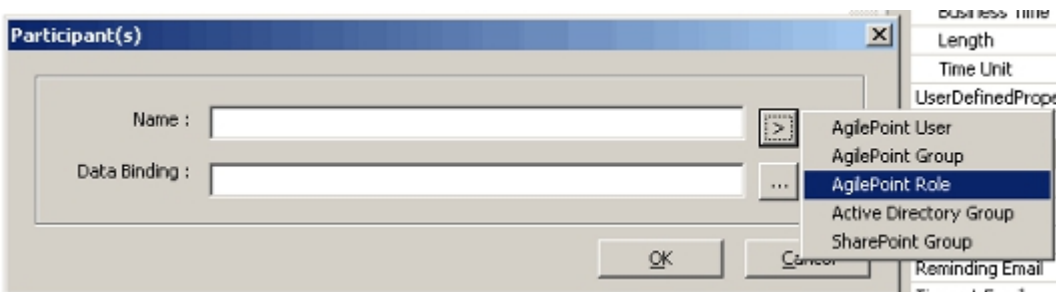 Business Time
Participant(s)
Length
Time Unit
UserDefinedPrope
Name :
>
AgilePoint User
AgilePoint Group
Data Binding :
...
AgilePoint Role
Active Directory Group
SharePoint Group
OK
Cancel
Reminding Email